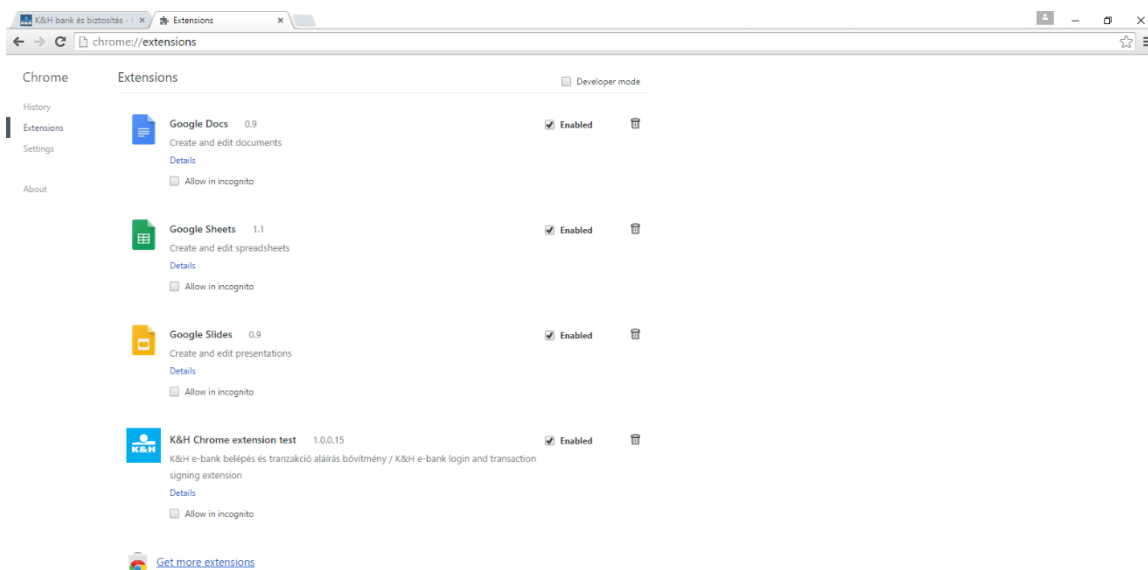 K&H bank és biztosítás -
Extensions
chrome://extensions
Chrome
Extensions
Developer mode
History
Extensions
Settings
About
Google Docs 0.9
Enabled
Create and edit documents
Details
Allow in incognito
Google Sheets 1.1
Enabled
Create and edit spreadsheets
Details
Allow in incognito
Google Slides 0.9
Enabled
Create and edit presentations
Details
Allow in incognito
K&H
K&H Chrome extension test 1.0.0.15
Enabled
K&H e-bank belépés és tranzakció aláírás bővítmény / K&H e-bank login and transaction
signing extension
Details
Allow in incognito
Get more extensions